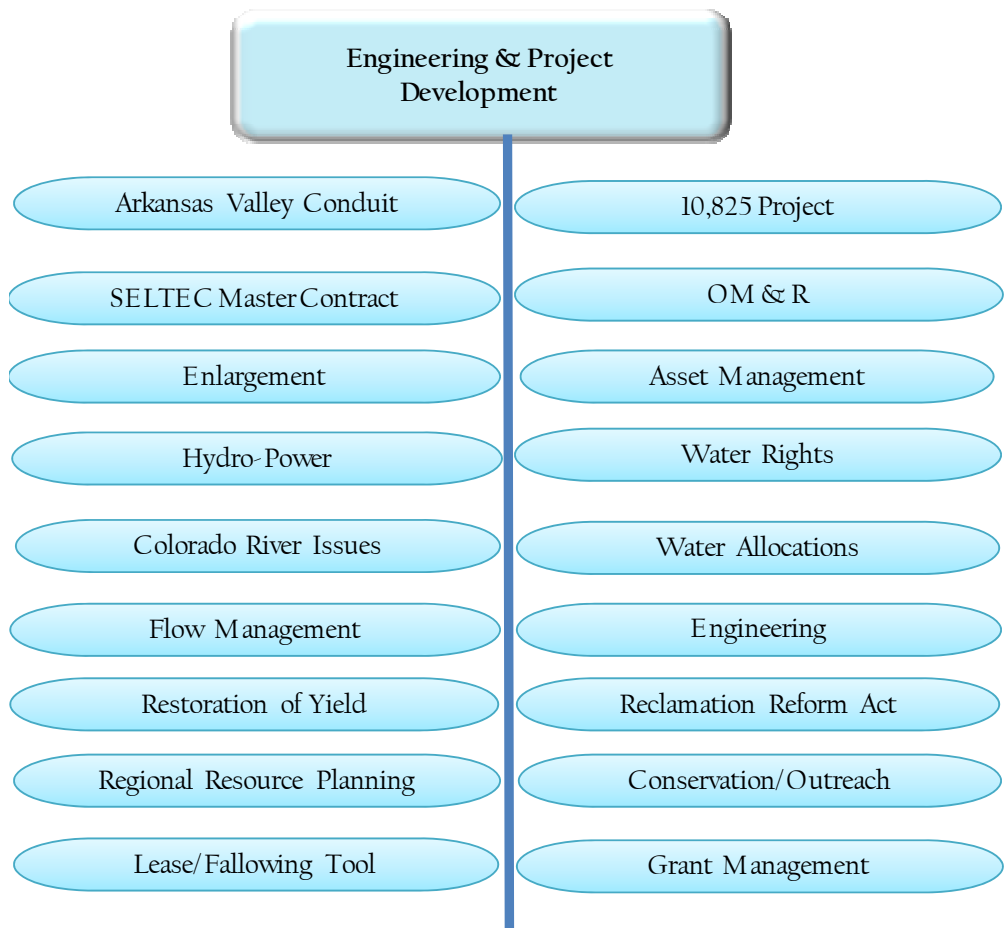 Engineering & Project
Development
Arkansas Valley Conduit
10,825 Project
SELTEC Master Contract
OM & R
Enlargement
Asset Management
Hydro-Power
Water Rights
Colorado River Issues
Water Allocations
Flow Management
Engineering
Restoration of Yield
Reclamation Reform Act
Regional Resource Planning
Conservation/Outreach
Lease/Fallowing Tool
Grant Management